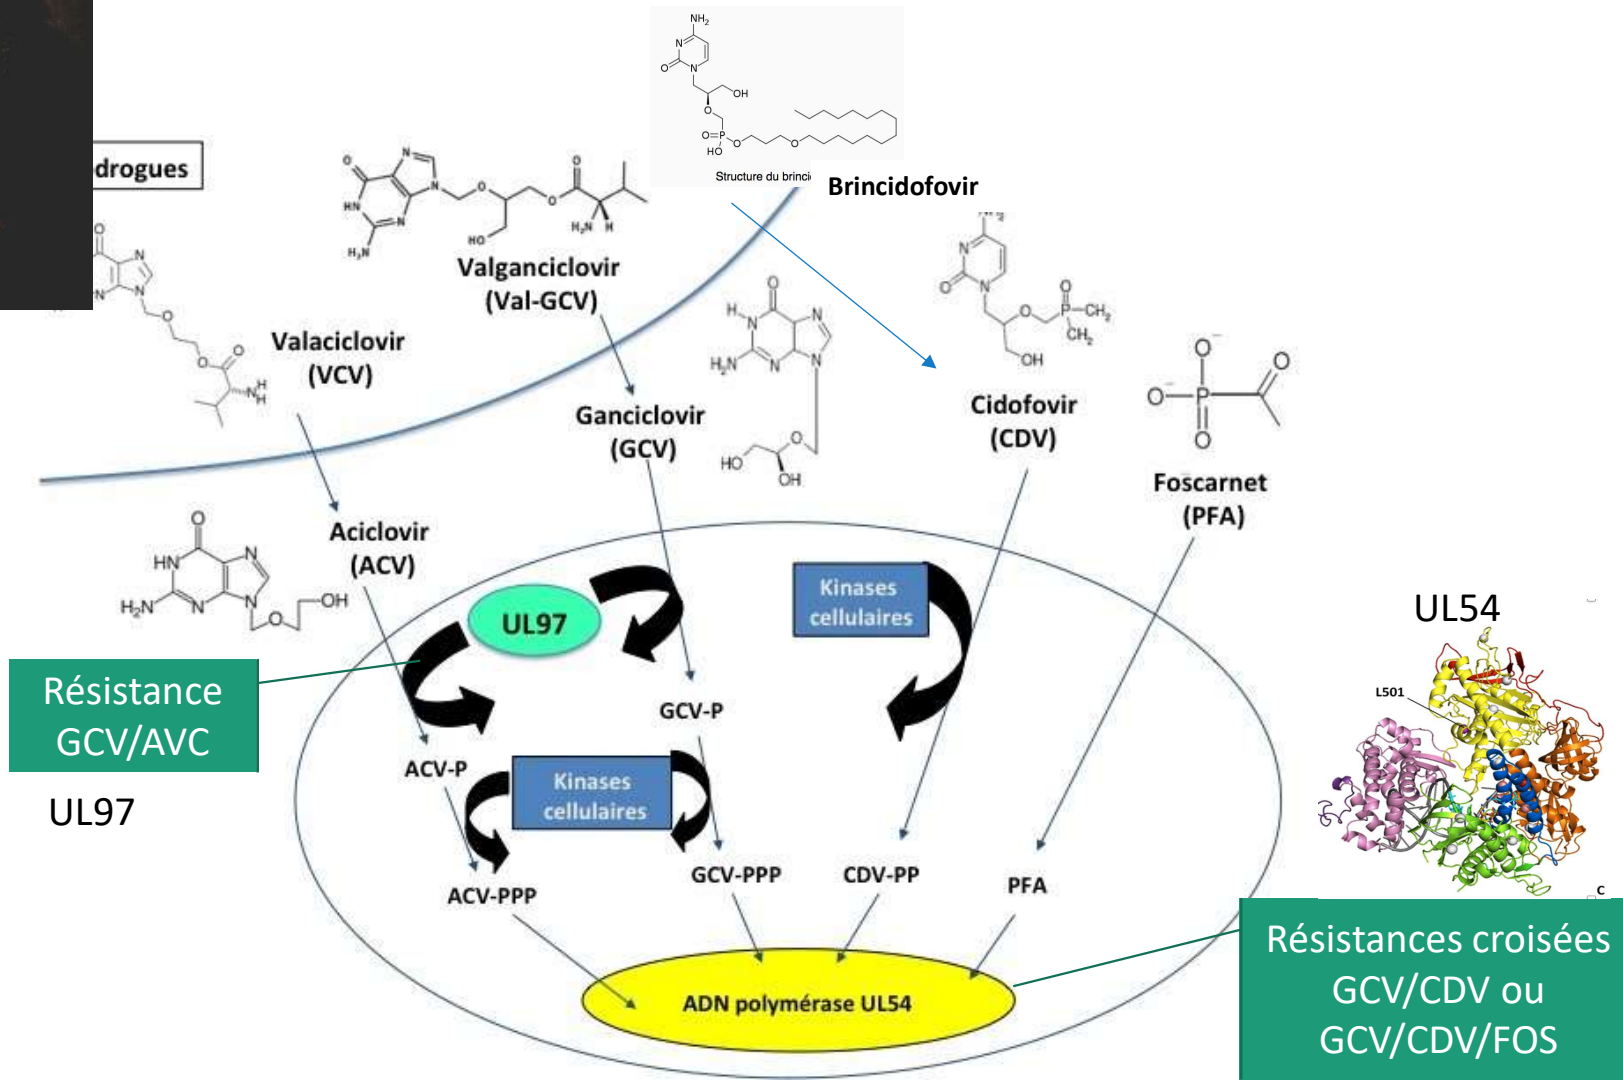 drogues
Structure du brinci
Brincidofovir
Valganciclovir
(Val-GCV)
Valaciclovir
(VCV)
Ganciclovir
(GCV)
Cidofovir
(CDV)
Foscarnet
(PFA)
Aciclovir
(ACV)
UL97
Kinases
cellulaires
UL54
L501
Résistance
GCV/AVC
UL97
GCV-P
ACV-P
Kinases
cellulaires
ACV-PPP
GCV-PPP
CDV-PP
PFA
C
ADN polymérase UL54
Résistances croisées
GCV/CDV ou
GCV/CDV/FOS